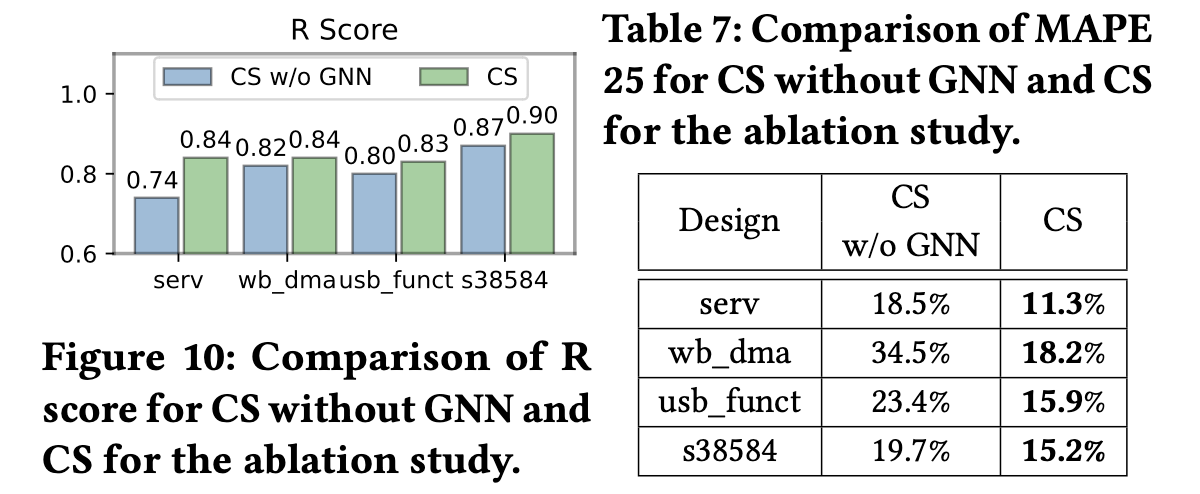 R Score
CS w/o GNN CS
1.0
0.8
0.6
0.74 0.84 0.82 0.84 0.80 0.83 0.87 0.90
serv wb_dma usb_funct s38584
Figure 10: Comparison of R
score for CS without GNN and
CS for the ablation study.
Table 7: Comparison of MAPE
25 for CS without GNN and CS
for the ablation study.
Design CS w/o GNN CS
serv 18.5% 11.3%
wb_dma 34.5% 18.2%
usb_funct 23.4% 15.9%
s38584 19.7% 15.2%